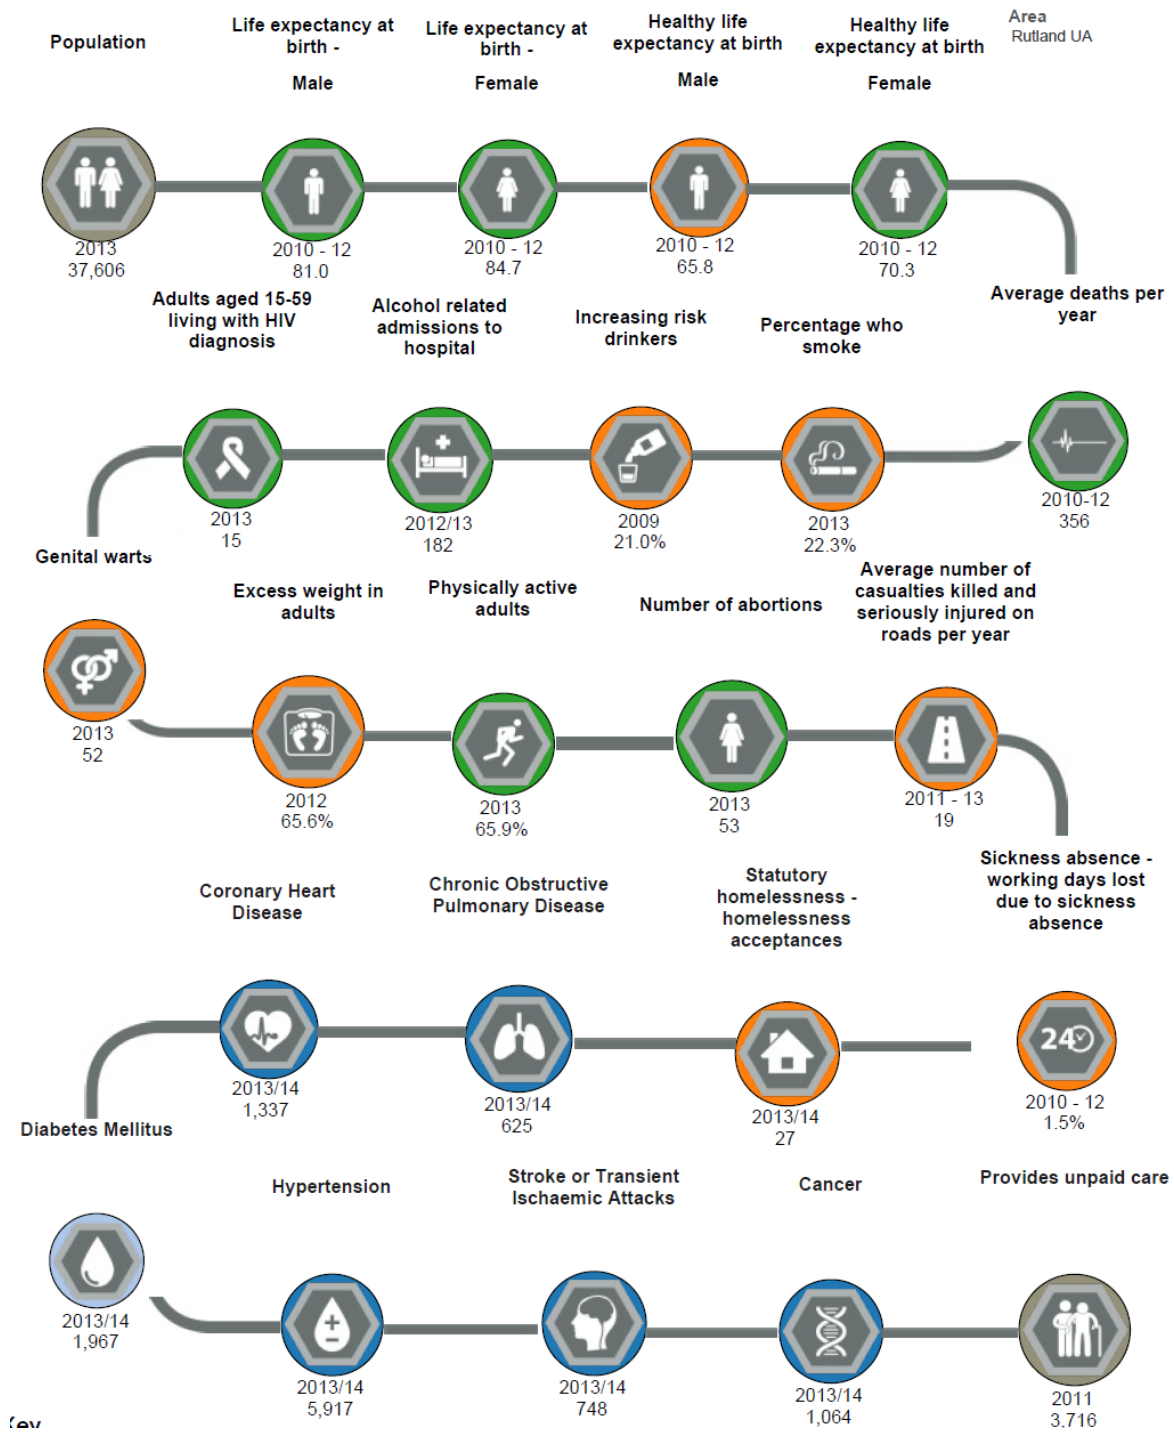 Population
Life expectancy at
birth -
Male
Life expectancy at
birth -
Female
Healthy life
expectancy at birth
Male
Healthy life
expectancy at birth
Female
Area
Rutland UA
2013
37,606
2010 - 12
81.0
2010 - 12
84.7
2010 - 12
65.8
2010 - 12
70.3
Adults aged 15-59
living with HIV
diagnosis
Alcohol related
admissions to
hospital
Increasing risk
drinkers
Percentage who
smoke
Average deaths per
year
2013
15
2012/13
182
2009
21.0%
2013
22.3%
2010-12
356
Genital warts
Excess weight in
adults
Physically active
adults
Number of abortions
Average number of
casualties killed and
seriously injured on
roads per year
2013
52
2012
65.6%
2013
65.9%
2013
53
2011 - 13
19
Coronary Heart
Disease
Chronic Obstructive
Pulmonary Disease
Statutory
homelessness -
homelessness
acceptances
Sickness absence -
working days lost
due to sickness
absence
24
2013/14
1,337
2013/14
625
2013/14
27
2010 - 12
1.5%
Diabetes Mellitus
Hypertension
Stroke or Transient
Ischaemic Attacks
Cancer
Provides unpaid care
2013/14
1,967
2013/14
5,917
2013/14
748
2013/14
1,064
2011
3,716